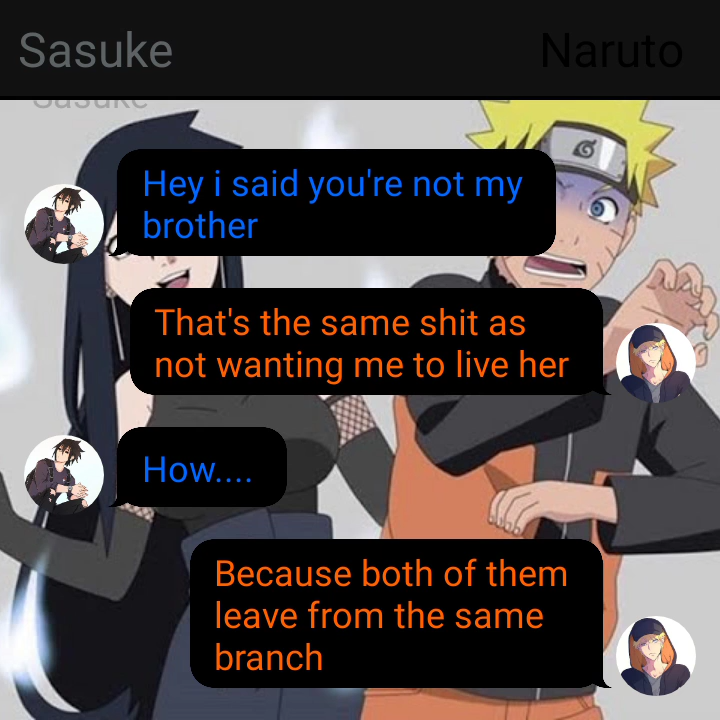 Sasuke
Naruto
Sasuke
Hey i said you're not my
brother
That's the same shit as
not wanting me to live her
How....
Because both of them
leave from the same
branch